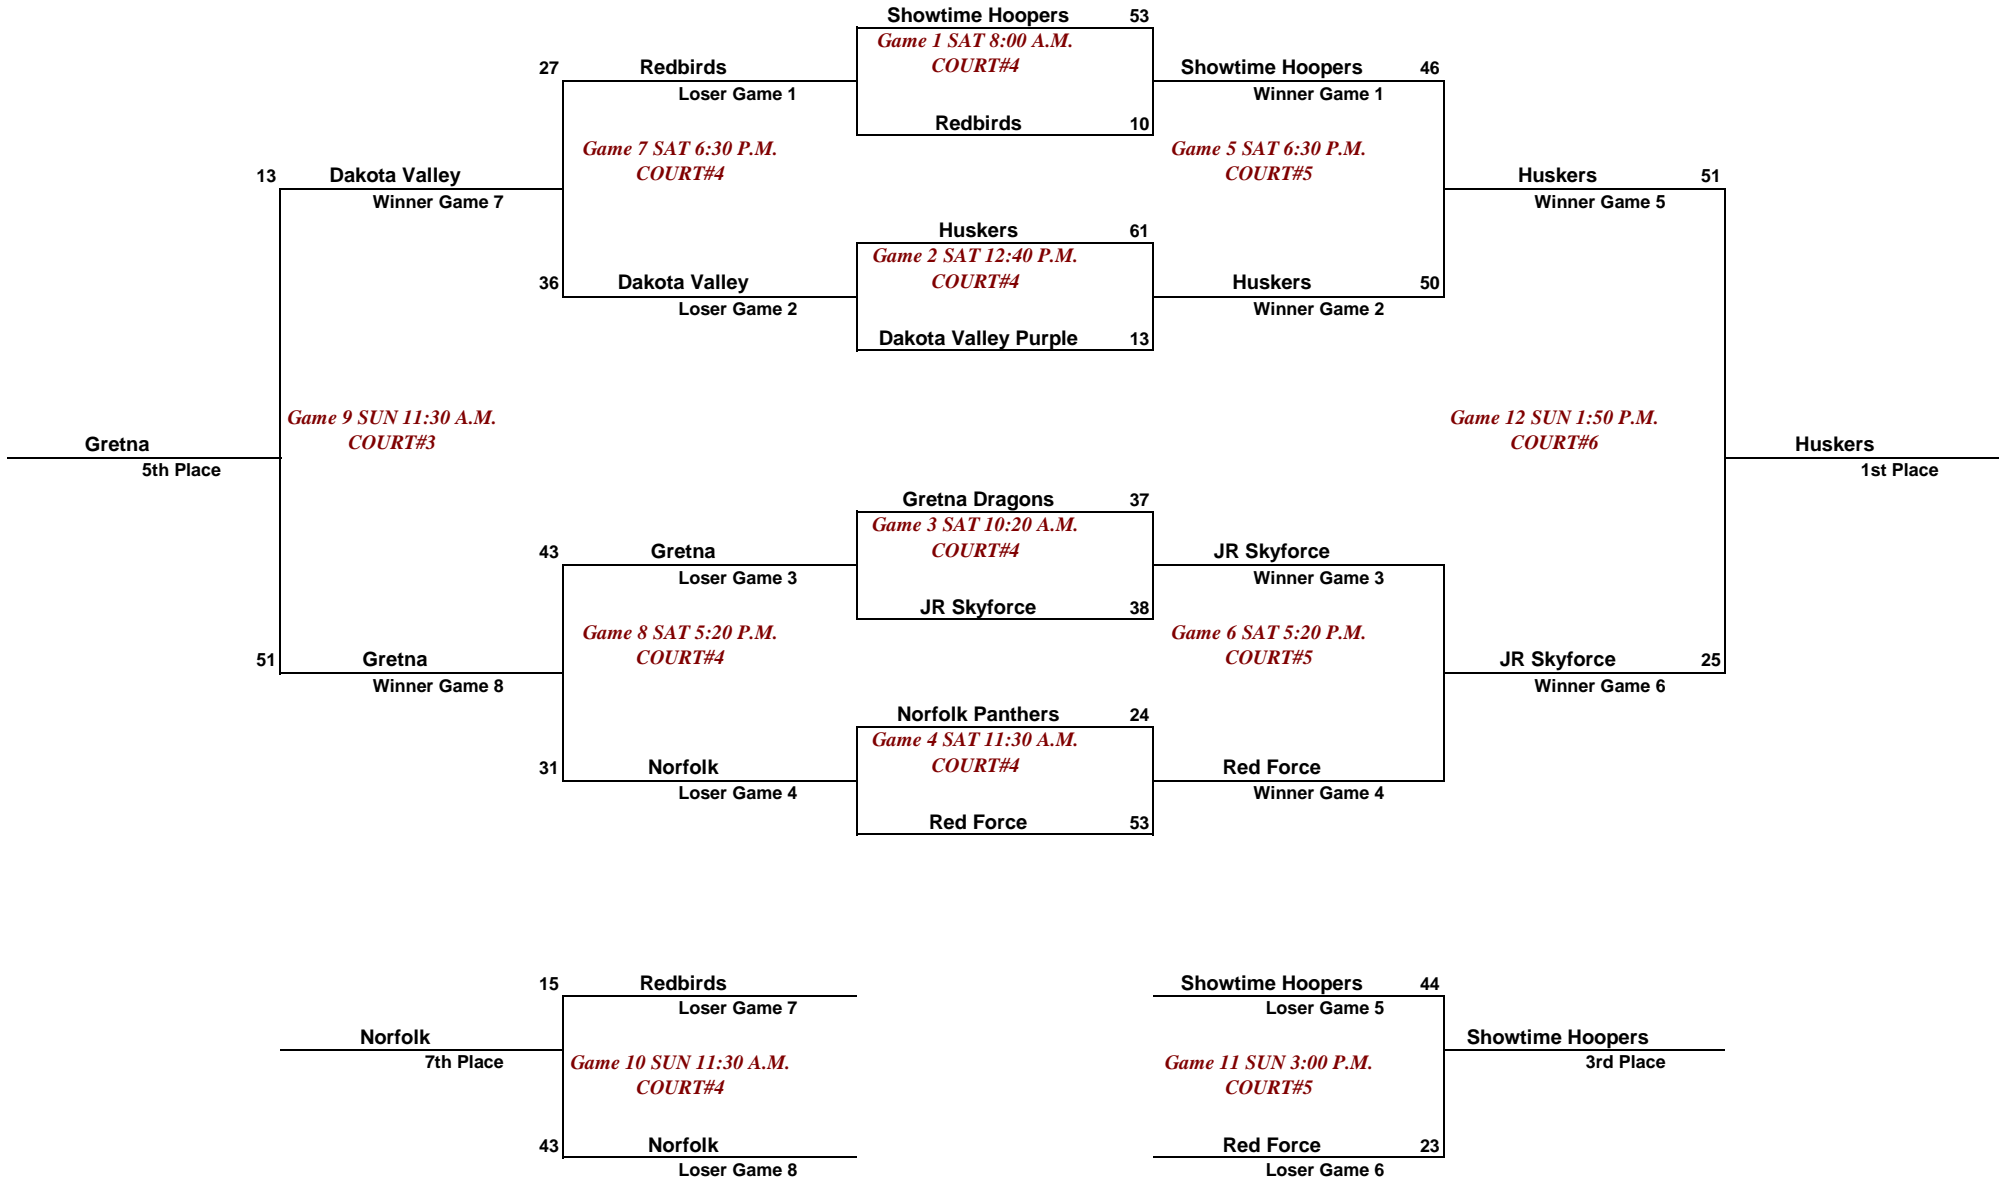 Showtime Hoopers 53
Game 1 SAT 8:00 A.M.
COURT#4
27 Redbirds
Loser Game 1
Showtime Hoopers 46
Winner Game 1
Redbirds 10
Game 7 SAT 6:30 P.M.
COURT#4
Game 5 SAT 6:30 P.M.
COURT#5
13 Dakota Valley
Winner Game 7
Huskers 51
Winner Game 5
Huskers 61
Game 2 SAT 12:40 P.M.
COURT#4
36 Dakota Valley
Loser Game 2
Huskers 50
Winner Game 2
Dakota Valley Purple 13
Game 9 SUN 11:30 A.M.
COURT#3
Game 12 SUN 1:50 P.M.
COURT#6
Gretna
5th Place
Huskers
1st Place
Gretna Dragons 37
Game 3 SAT 10:20 A.M.
COURT#4
43 Gretna
Loser Game 3
JR Skyforce
Winner Game 3
JR Skyforce 38
Game 8 SAT 5:20 P.M.
COURT#4
Game 6 SAT 5:20 P.M.
COURT#5
51 Gretna
Winner Game 8
JR Skyforce 25
Winner Game 6
Norfolk Panthers 24
Game 4 SAT 11:30 A.M.
COURT#4
31 Norfolk
Loser Game 4
Red Force
Winner Game 4
Red Force 53
15 Redbirds
Loser Game 7
Showtime Hoopers 44
Loser Game 5
Norfolk
7th Place
Showtime Hoopers
3rd Place
Game 10 SUN 11:30 A.M.
COURT#4
Game 11 SUN 3:00 P.M.
COURT#5
43 Norfolk
Loser Game 8
Red Force 23
Loser Game 6